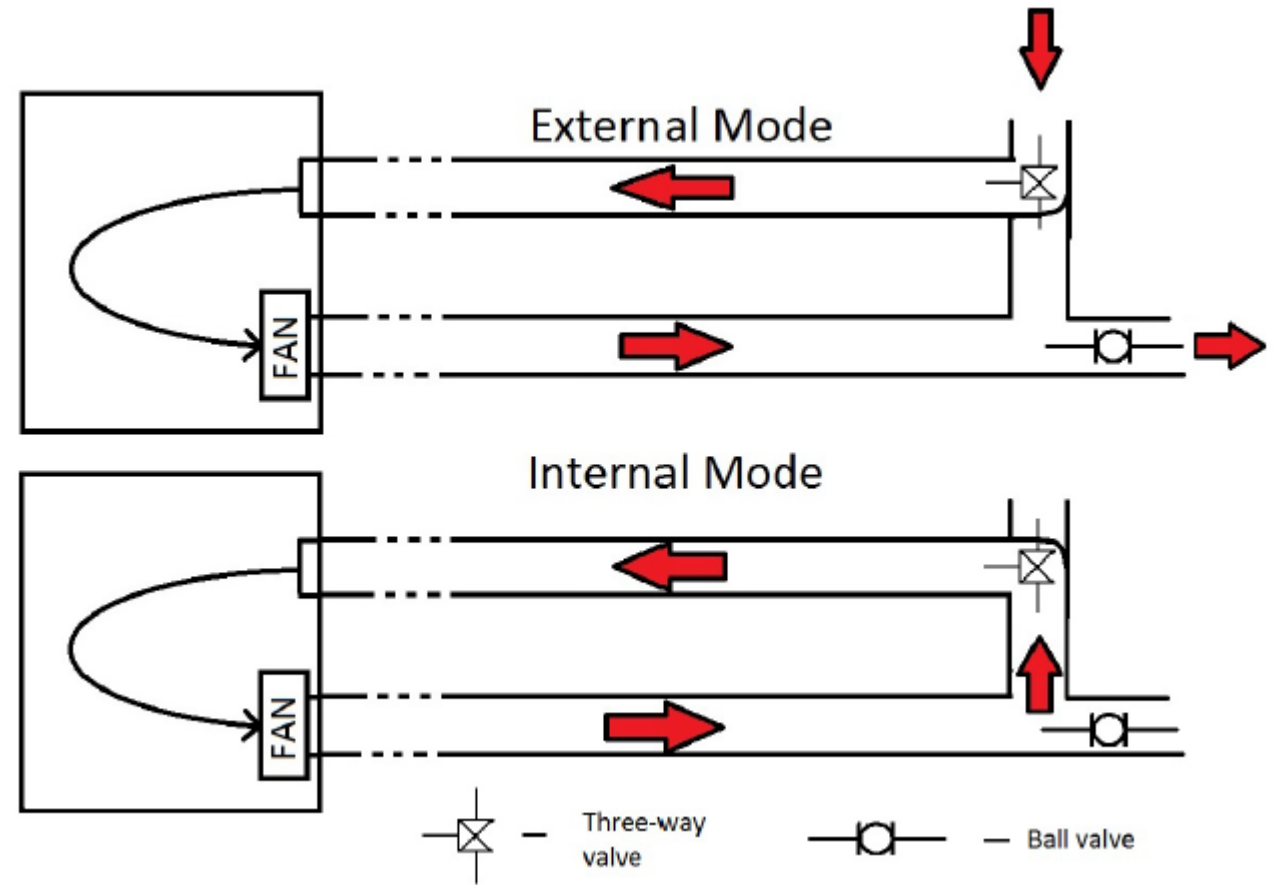 External Mode
FAN
Internal Mode
FAN
Three-way
valve
Ball valve